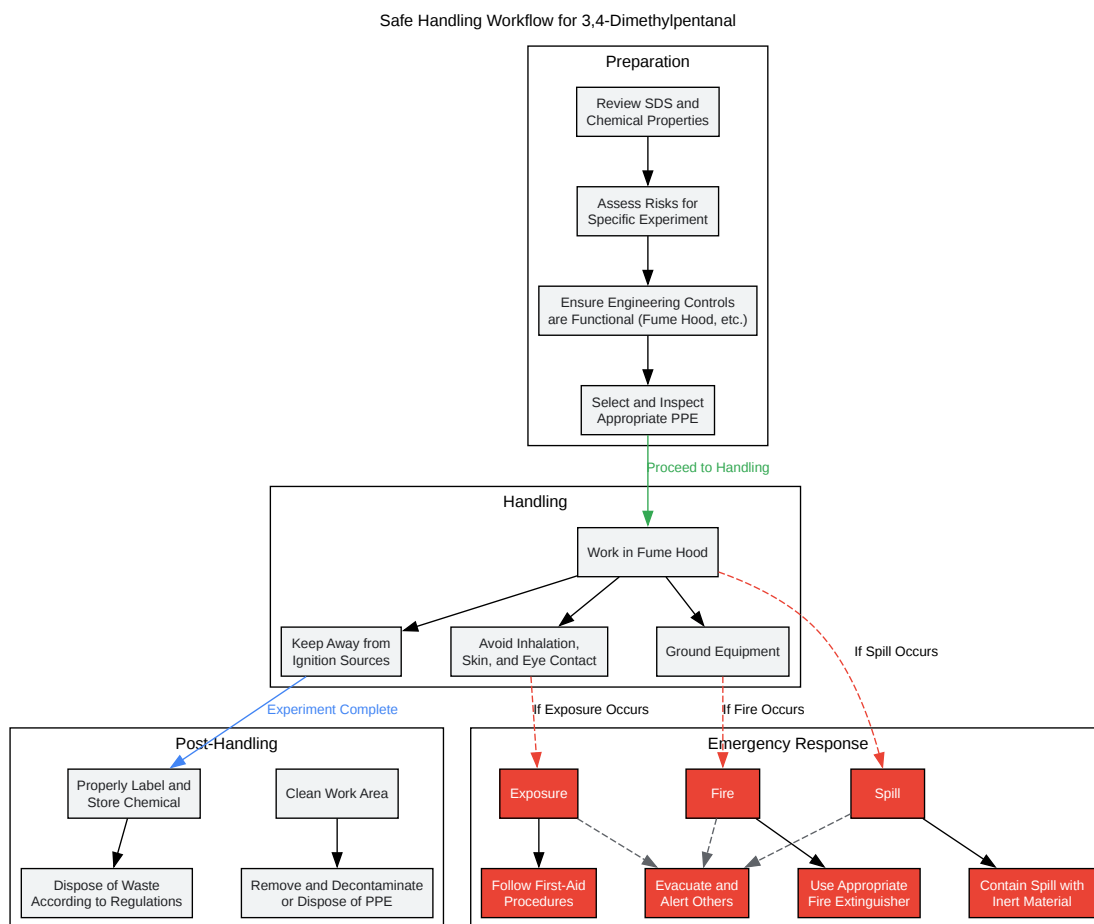 Safe Handling Workflow for 3,4-Dimethylpentanal
Preparation
Review SDS and
Chemical Properties
Assess Risks for
Specific Experiment
Ensure Engineering Controls
are Functional (Fume Hood, etc.)
Select and Inspect
Appropriate PPE
Proceed to Handling
Handling
Work in Fume Hood
Keep Away from
Ignition Sources
Avoid Inhalation,
Skin, and Eye Contact
Ground Equipment
If Spill Occurs
Experiment Complete
If Exposure Occurs
If Fire Occurs
Post-Handling
Properly Label and
Store Chemical
Clean Work Area
Dispose of Waste
According to Regulations
Remove and Decontaminate
or Dispose of PPE
Emergency Response
Exposure
Fire
Spill
Follow First-Aid
Procedures
Evacuate and
Alert Others
Use Appropriate
Fire Extinguisher
Contain Spill with
Inert Material